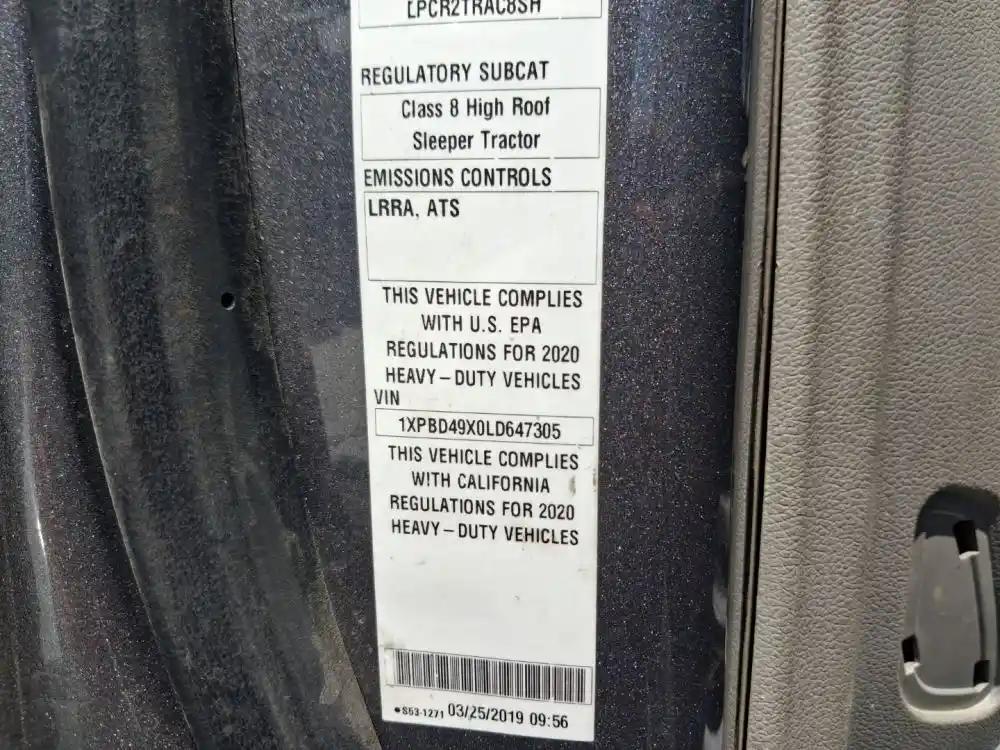 LPCR2TRAC8SH
REGULATORY SUBCAT
Class 8 High Roof
Sleeper Tractor
EMISSIONS CONTROLS
LRRA, ATS
THIS VEHICLE COMPLIES
WITH U.S. EPA
REGULATIONS FOR 2020
HEAVY-DUTY VEHICLES
VIN
1XPBD49X0LD647305
THIS VEHICLE COMPLIES
WITH CALIFORNIA
REGULATIONS FOR 2020
HEAVY-DUTY VEHICLES
•S53-1271 03/25/2019 09:56